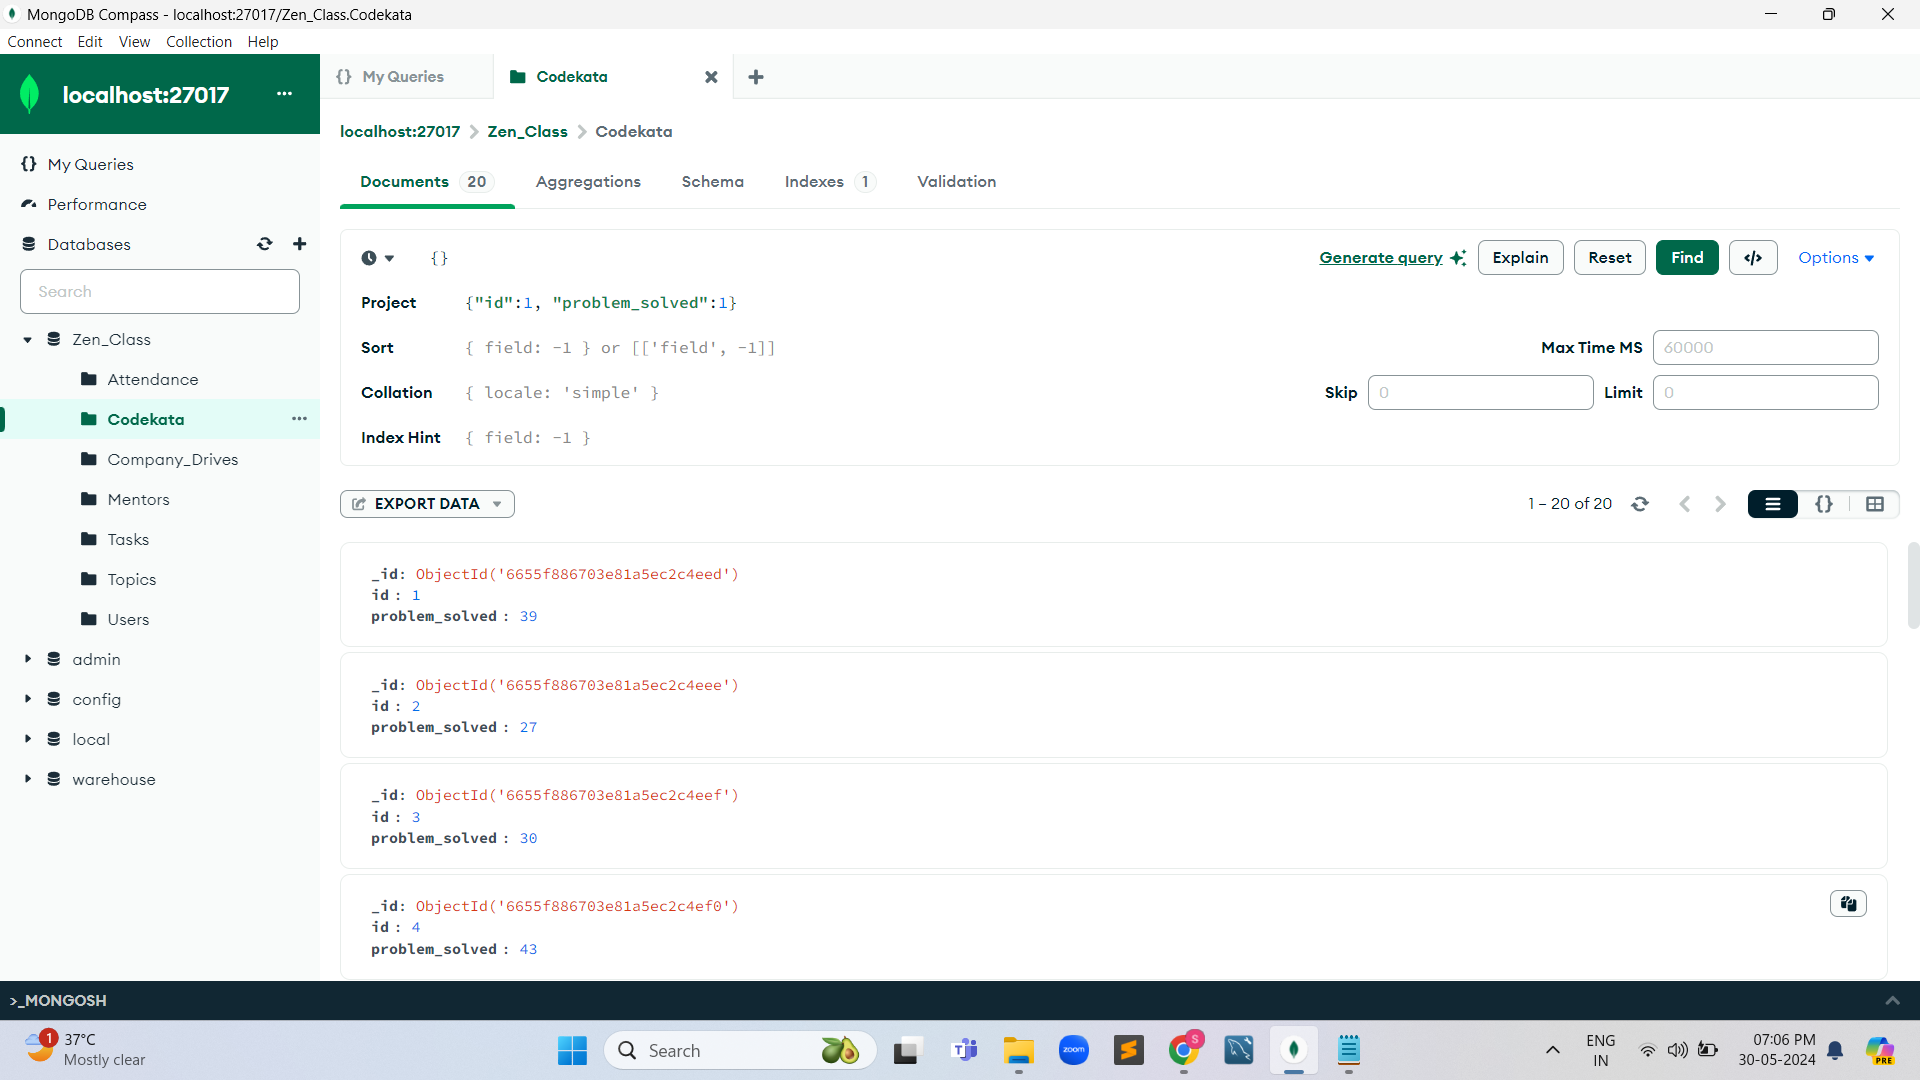 MongoDB Compass - localhost:27017/Zen_Class.Codekata
Connect Edit View Collection Help
localhost:27017 ...
{} My Queries
Codekata
localhost:27017 > Zen_Class > Codekata
{} My Queries
Performance
Databases
Search
Zen_Class
Attendance
Codekata ...
Company_Drives
Mentors
Tasks
Topics
Users
admin
config
local
warehouse
Documents 20 Aggregations Schema Indexes 1 Validation
{} Generate query Explain Reset Find </> Options
Project {"id":1, "problem_solved":1}
Sort { field: -1 } or [['field', -1]] Max Time MS 60000
Collation { locale: 'simple' } Skip 0 Limit 0
Index Hint { field: -1 }
EXPORT DATA 1 – 20 of 20 {}
_id: ObjectId('6655f886703e81a5ec2c4eed')
id : 1
problem_solved : 39
_id: ObjectId('6655f886703e81a5ec2c4eee')
id : 2
problem_solved : 27
_id: ObjectId('6655f886703e81a5ec2c4eef')
id : 3
problem_solved : 30
_id: ObjectId('6655f886703e81a5ec2c4ef0')
id : 4
problem_solved : 43
>_MONGOSH
1 37°C
Mostly clear
Search
T
zoom
S
ENG
IN
07:06 PM
30-05-2024
PRE